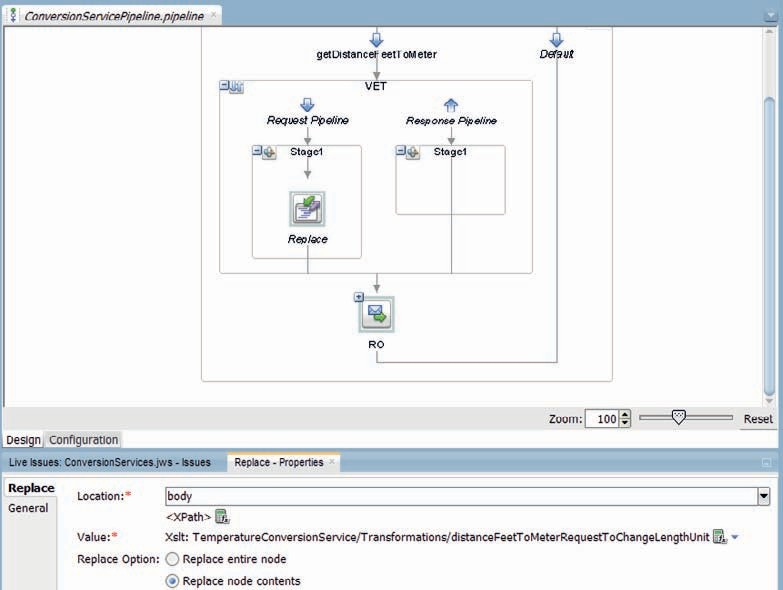 ConversionServicePipeline.pipeline
getDistanceFeetToMeter
Default
VET
Request Pipeline
Response Pipeline
Stage1
Stage1
Replace
RO
Zoom: 100 Reset
Design Configuration
Live Issues: ConversionServices.jws - Issues Replace - Properties
Replace
General
Location:* body
<XPath>
Value:* Xslt: TemperatureConversionService/Transformations/distanceFeetToMeterRequestToChangeLengthUnit
Replace Option: Replace entire node
Replace node contents